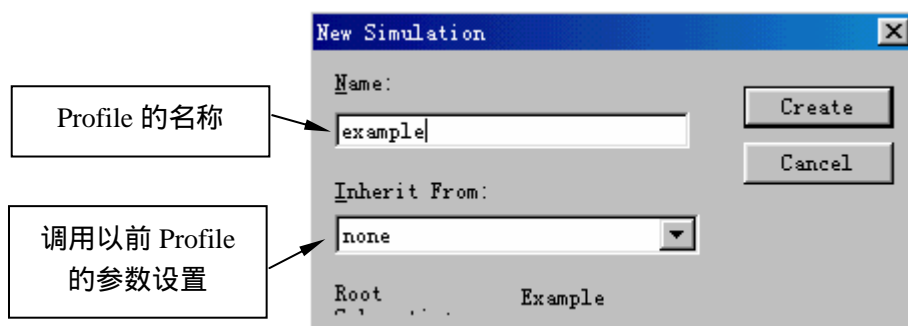 New Simulation
Name:
Profile 的名称
example
Create
Cancel
Inherit From:
调用以前 Profile
的参数设置
none
Root
Example